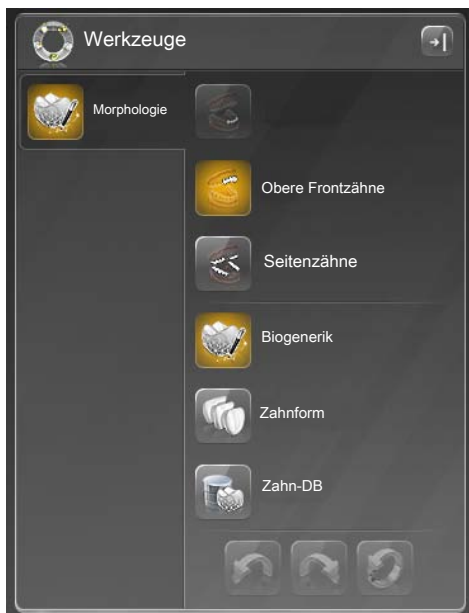 Werkzeuge
Morphologie
Obere Frontzähne
Seitenzähne
Biogenerik
Zahnform
Zahn-DB